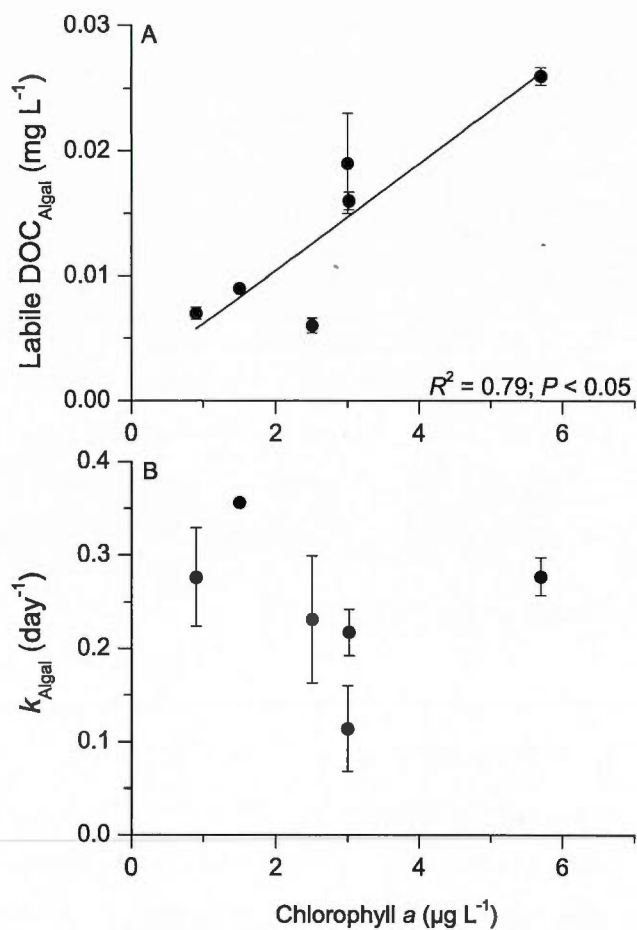 A
Labile DOC_Algal (mg L⁻¹)
0.03
0.02
0.01
0.00
R² = 0.79; P < 0.05
0
2
4
6
B
k_Algal (day⁻¹)
0.4
0.3
0.2
0.1
0.0
0
2
4
6
Chlorophyll a (µg L⁻¹)